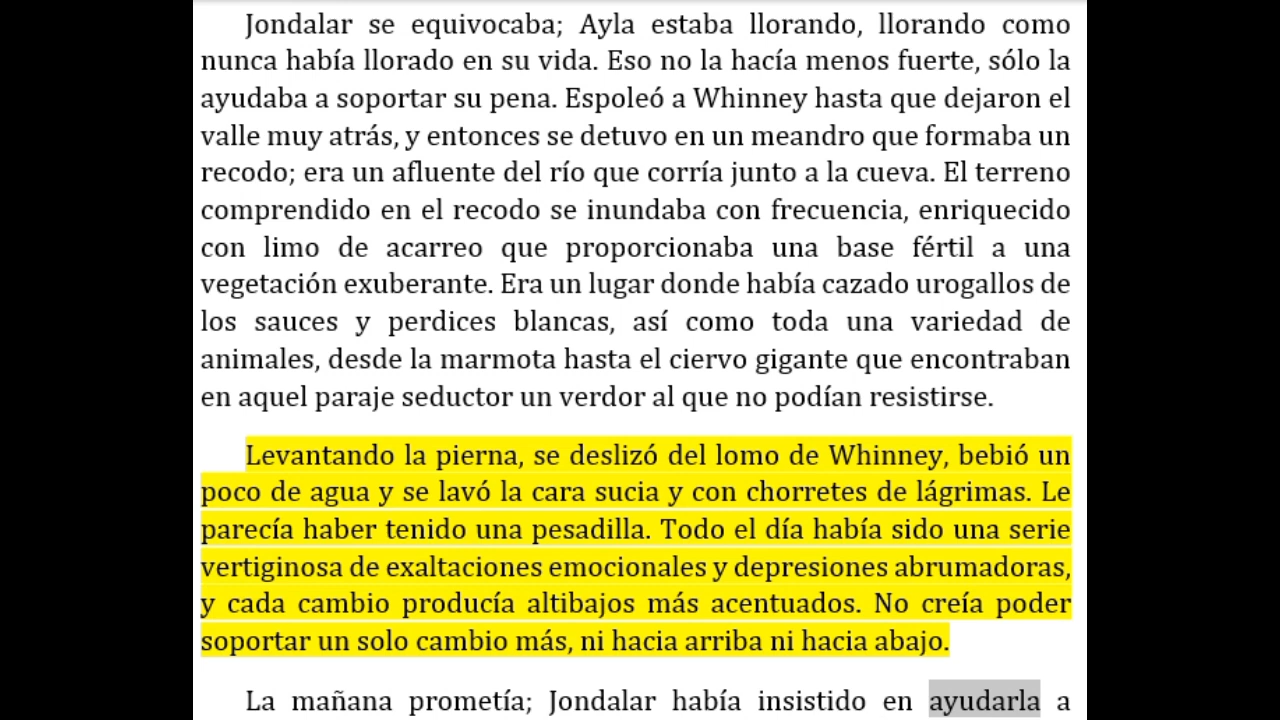 Jondalar se equivocaba; Ayla estaba llorando, llorando como
nunca había llorado en su vida. Eso no la hacía menos fuerte, sólo la
ayudaba a soportar su pena. Espoleó a Whinney hasta que dejaron el
valle muy atrás, y entonces se detuvo en un meandro que formaba un
recodo; era un afluente del río que corría junto a la cueva. El terreno
comprendido en el recodo se inundaba con frecuencia, enriquecido
con limo de acarreo que proporcionaba una base fértil a una
vegetación exuberante. Era un lugar donde había cazado urogallos de
los sauces y perdices blancas, así como toda una variedad de
animales, desde la marmota hasta el ciervo gigante que encontraban
en aquel paraje seductor un verdor al que no podían resistirse.
Levantando la pierna, se deslizó del lomo de Whinney, bebió un
poco de agua y se lavó la cara sucia y con chorretes de lágrimas. Le
parecía haber tenido una pesadilla. Todo el día había sido una serie
vertiginosa de exaltaciones emocionales y depresiones abrumadoras,
y cada cambio producía altibajos más acentuados. No creía poder
soportar un solo cambio más, ni hacia arriba ni hacia abajo.
La mañana prometía; Jondalar había insistido en ayudarla a